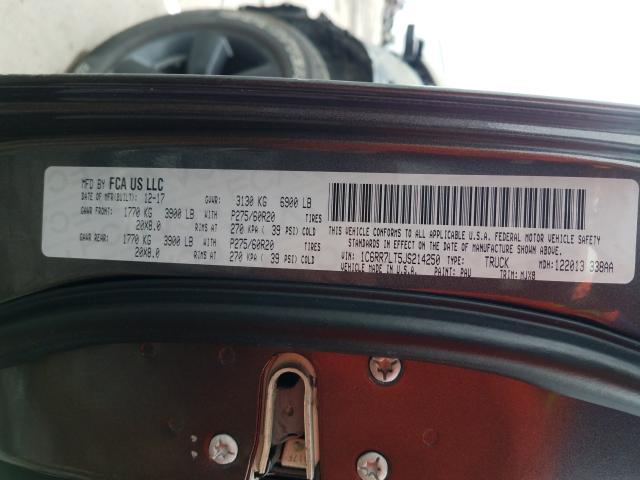 MFD BY FCA US LLC
DATE OF MFR(BUILT): 12-17 GVWR: 3130 KG 6900 LB
GAWR FRONT: 1770 KG 3900 LB WITH P275/60R20 TIRES
20X8.0 RIMS AT 270 KPA ( 39 PSI) COLD
GAWR REAR: 1770 KG 3900 LB WITH P275/60R20 TIRES
20X8.0 RIMS AT 270 KPA ( 39 PSI) COLD
THIS VEHICLE CONFORMS TO ALL APPLICABLE U.S.A. FEDERAL MOTOR VEHICLE SAFETY
STANDARDS IN EFFECT ON THE DATE OF MANUFACTURE SHOWN ABOVE.
VIN: 1C6RR7LT5JS214250 TYPE: TRUCK MDH: 122013 338AA
VEHICLE MADE IN U.S.A. PAINT: PAU TRIM: MJX8